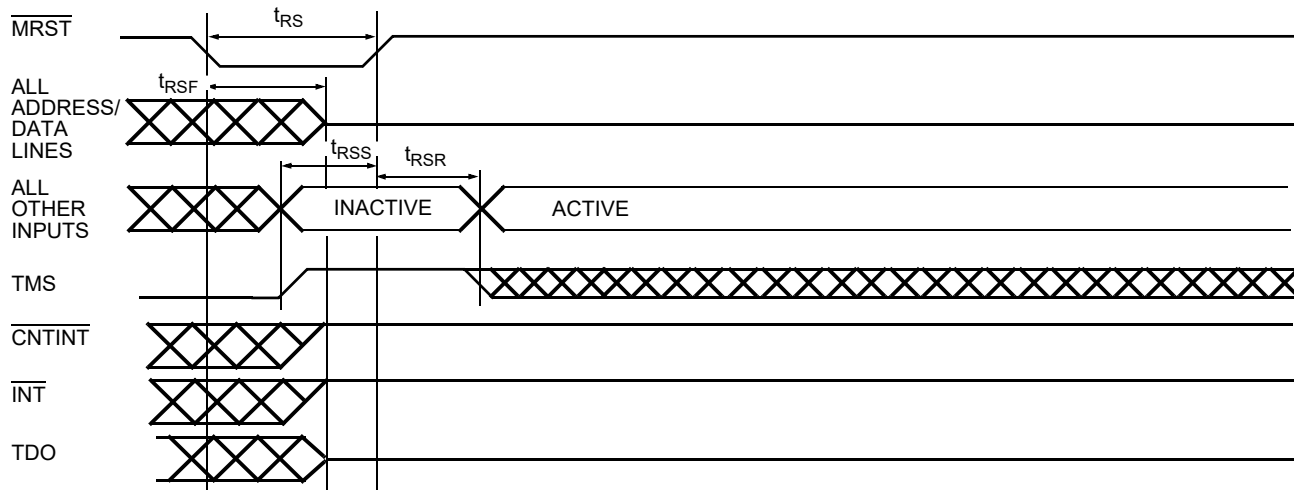 MRST
tRS
ALL
ADDRESS/
DATA
LINES
tRSF
tRSS
tRSR
ALL
OTHER
INPUTS
INACTIVE
ACTIVE
TMS
CNTINT
INT
TDO